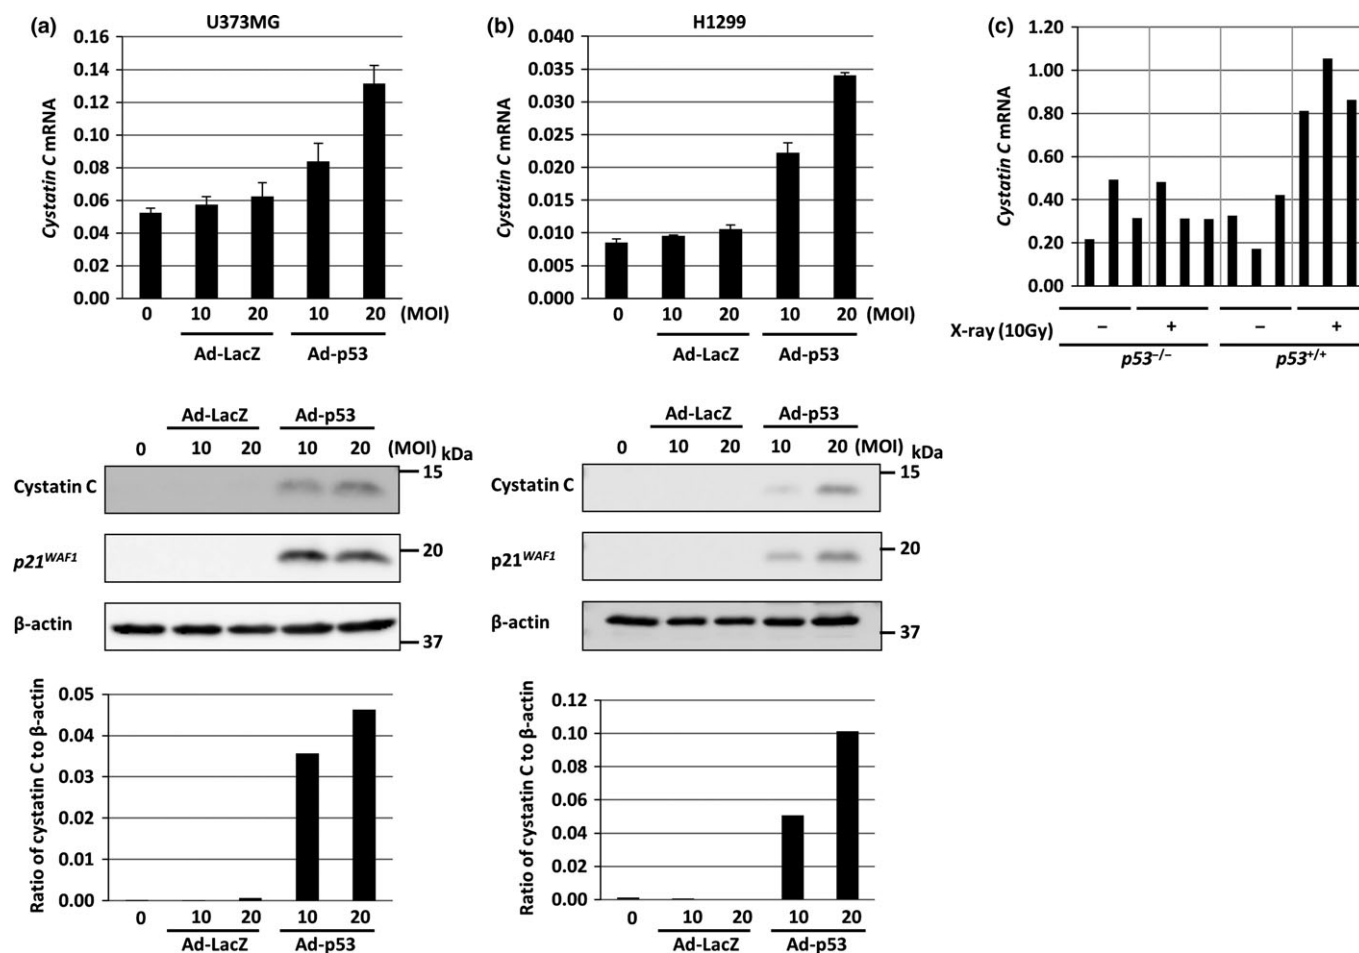 (a) U373MG
Cystatin C mRNA
0.16
0.14
0.12
0.10
0.08
0.06
0.04
0.02
0.00
0 10 20 10 20 (MOI)
Ad-LacZ Ad-p53
Ad-LacZ Ad-p53
0 10 20 10 20 (MOI) kDa
Cystatin C 15
p21WAF1 20
β-actin 37
Ratio of cystatin C to β-actin
0.05
0.04
0.03
0.02
0.01
0.00
0 10 20 10 20
Ad-LacZ Ad-p53
(b) H1299
Cystatin C mRNA
0.040
0.035
0.030
0.025
0.020
0.015
0.010
0.005
0.000
0 10 20 10 20 (MOI)
Ad-LacZ Ad-p53
Ad-LacZ Ad-p53
0 10 20 10 20 (MOI) kDa
Cystatin C 15
p21WAF1 20
β-actin 37
Ratio of cystatin C to β-actin
0.12
0.10
0.08
0.06
0.04
0.02
0.00
0 10 20 10 20
Ad-LacZ Ad-p53
(c)
Cystatin C mRNA
1.20
1.00
0.80
0.60
0.40
0.20
0.00
X-ray (10Gy) – + – +
p53–/– p53+/+